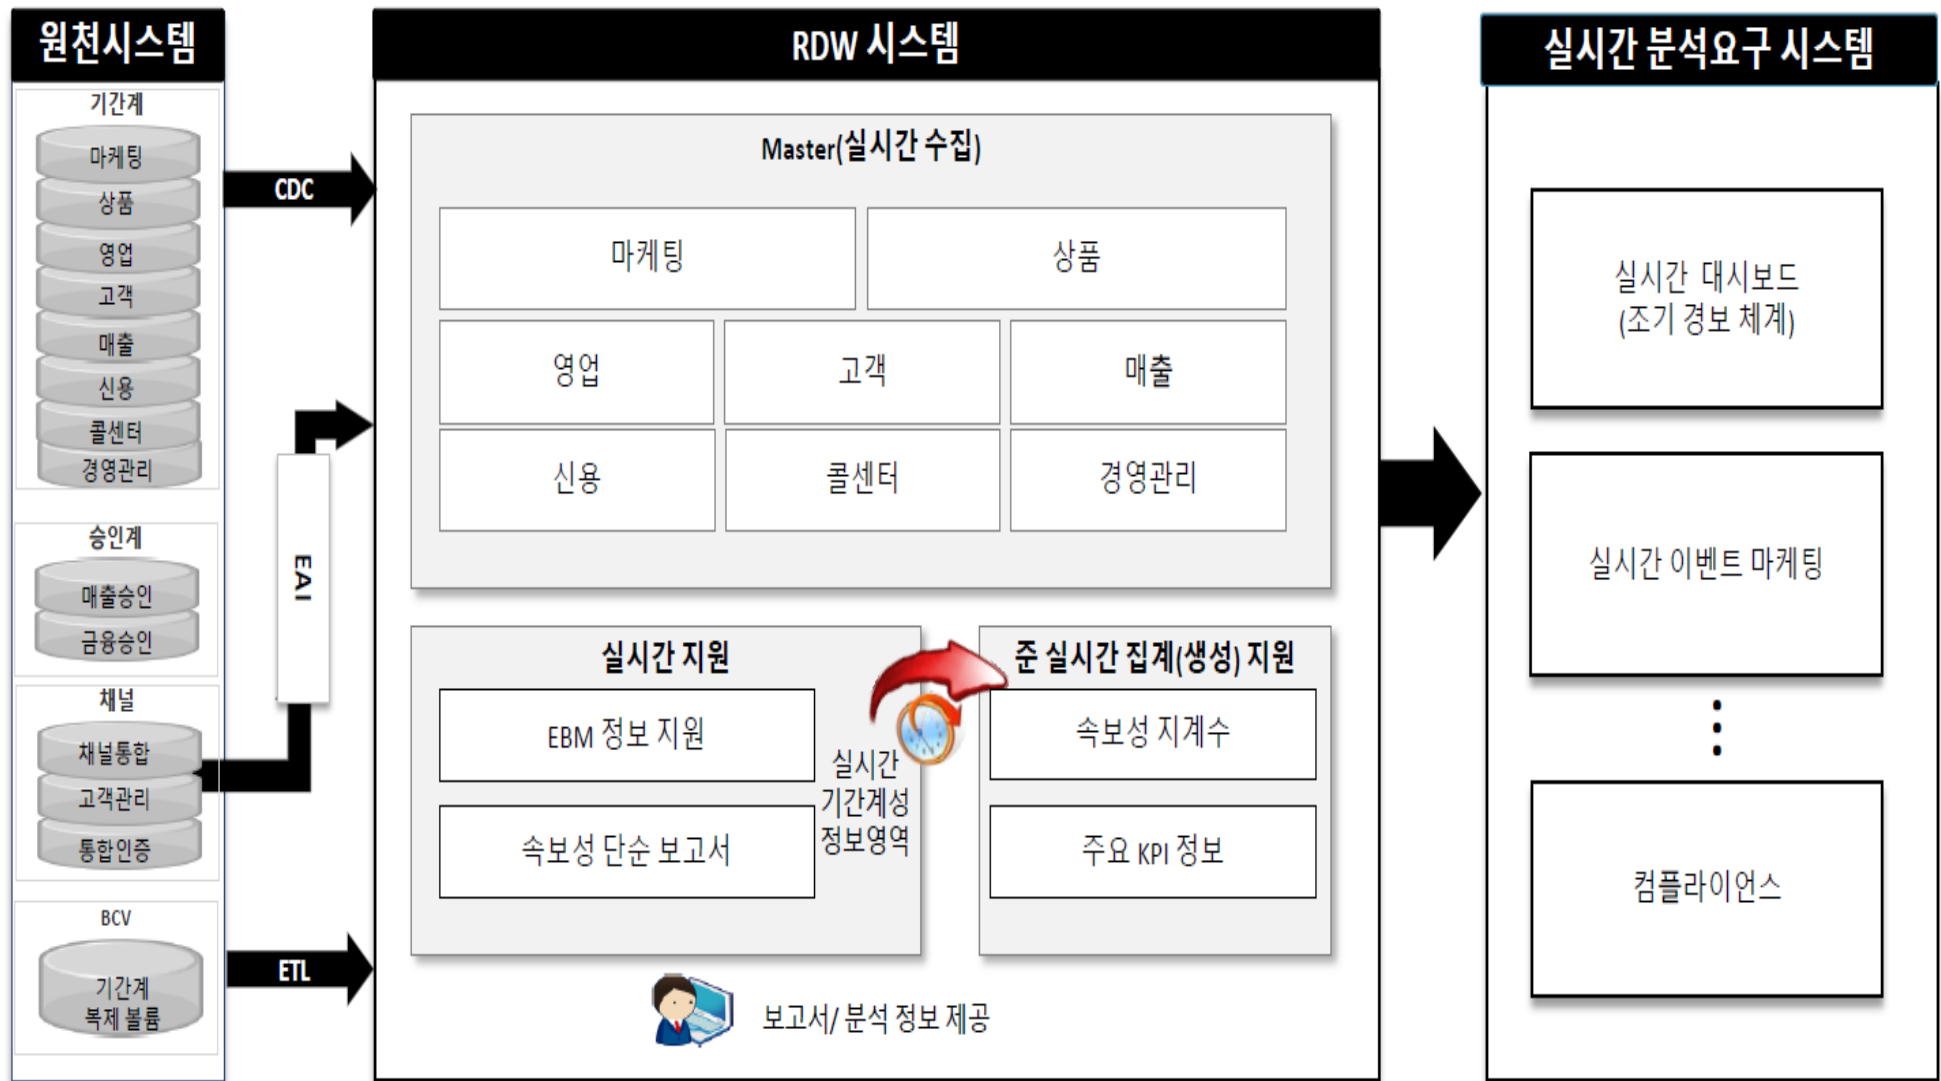 원천시스템
기간계
마케팅
상품
영업
고객
매출
신용
콜센터
경영관리
승인계
매출승인
금융승인
채널
채널통합
고객관리
통합인증
BCV
기간계
복제 볼륨
CDC
EAI
ETL
RDW 시스템
Master(실시간 수집)
마케팅
상품
영업
고객
매출
신용
콜센터
경영관리
실시간 지원
EBM 정보 지원
속보성 단순 보고서
실시간
기간계성
정보영역
준 실시간 집계(생성) 지원
속보성 지계수
주요 KPI 정보
보고서/ 분석 정보 제공
실시간 분석요구 시스템
실시간 대시보드
(조기 경보 체계)
실시간 이벤트 마케팅
컴플라이언스